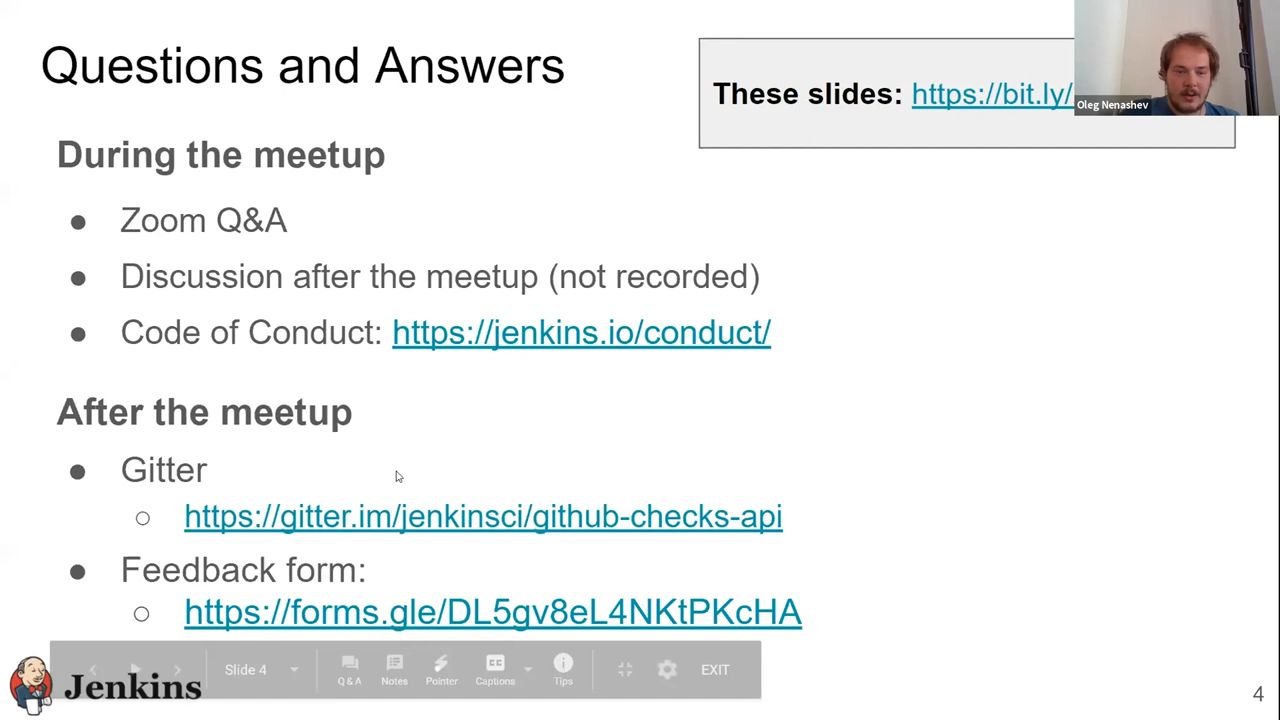 Questions and Answers
These slides: https://bit.ly/
Oleg Nenashev
During the meetup
● Zoom Q&A
● Discussion after the meetup (not recorded)
● Code of Conduct: https://jenkins.io/conduct/
After the meetup
● Gitter
○ https://gitter.im/jenkinsci/github-checks-api
● Feedback form:
○ https://forms.gle/DL5gv8eL4NKtPKcHA
Slide 4
Q & A
Notes
Pointer
CC
Captions
Tips
EXIT
Jenkins
4